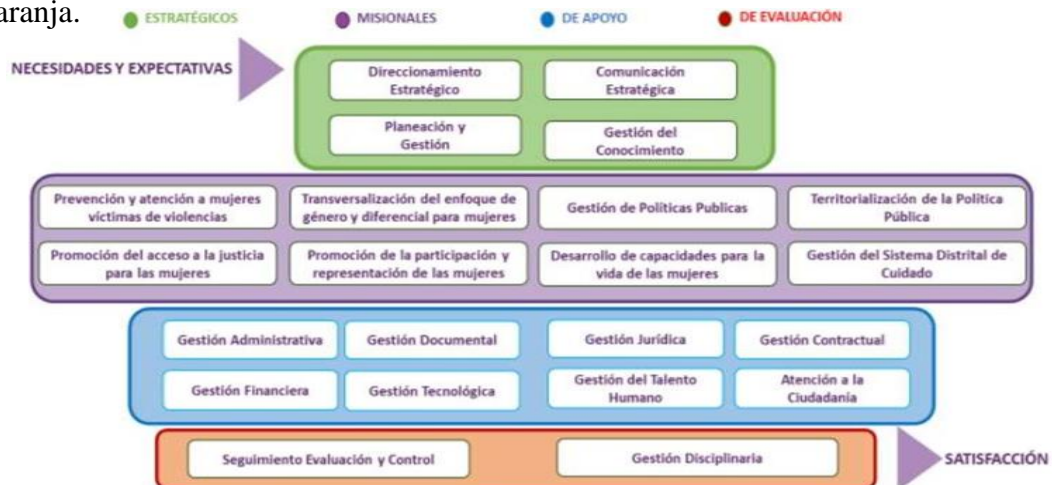 aranja.
ESTRATÉGICOS
MISIONALES
DE APOYO
DE EVALUACIÓN
NECESIDADES Y EXPECTATIVAS
Direccionamiento
Estratégico
Comunicación
Estratégica
Planeación y
Gestión
Gestión del
Conocimiento
Prevención y atención a mujeres
víctimas de violencias
Transversalización del enfoque de
género y diferencial para mujeres
Gestión de Políticas Publicas
Territorialización de la Política
Pública
Promoción del acceso a la justicia
para las mujeres
Promoción de la participación y
representación de las mujeres
Desarrollo de capacidades para la
vida de las mujeres
Gestión del Sistema Distrital de
Cuidado
Gestión Administrativa
Gestión Documental
Gestión Jurídica
Gestión Contractual
Gestión Financiera
Gestión Tecnológica
Gestión del Talento
Humano
Atención a la
Ciudadanía
Seguimiento Evaluación y Control
Gestión Disciplinaria
SATISFACCIÓN